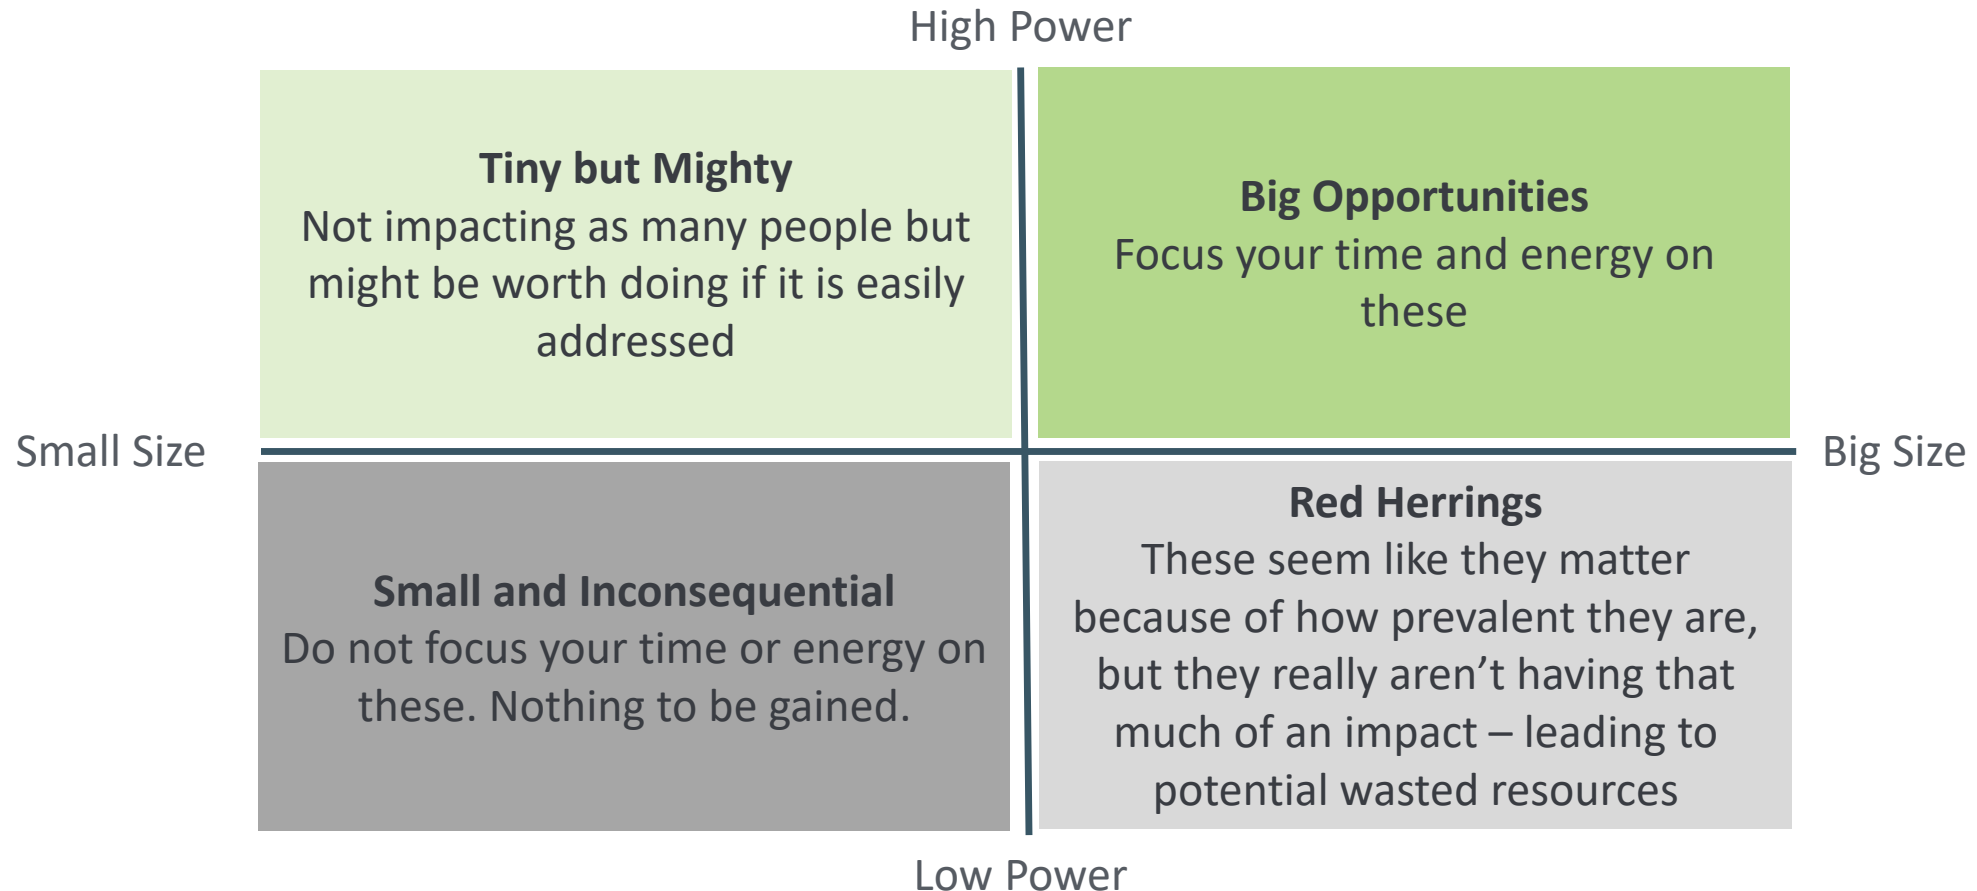 High Power
Tiny but Mighty
Not impacting as many people but
might be worth doing if it is easily
addressed
Big Opportunities
Focus your time and energy on
these
Small Size
Big Size
Small and Inconsequential
Do not focus your time or energy on
these. Nothing to be gained.
Red Herrings
These seem like they matter
because of how prevalent they are,
but they really aren’t having that
much of an impact – leading to
potential wasted resources
Low Power